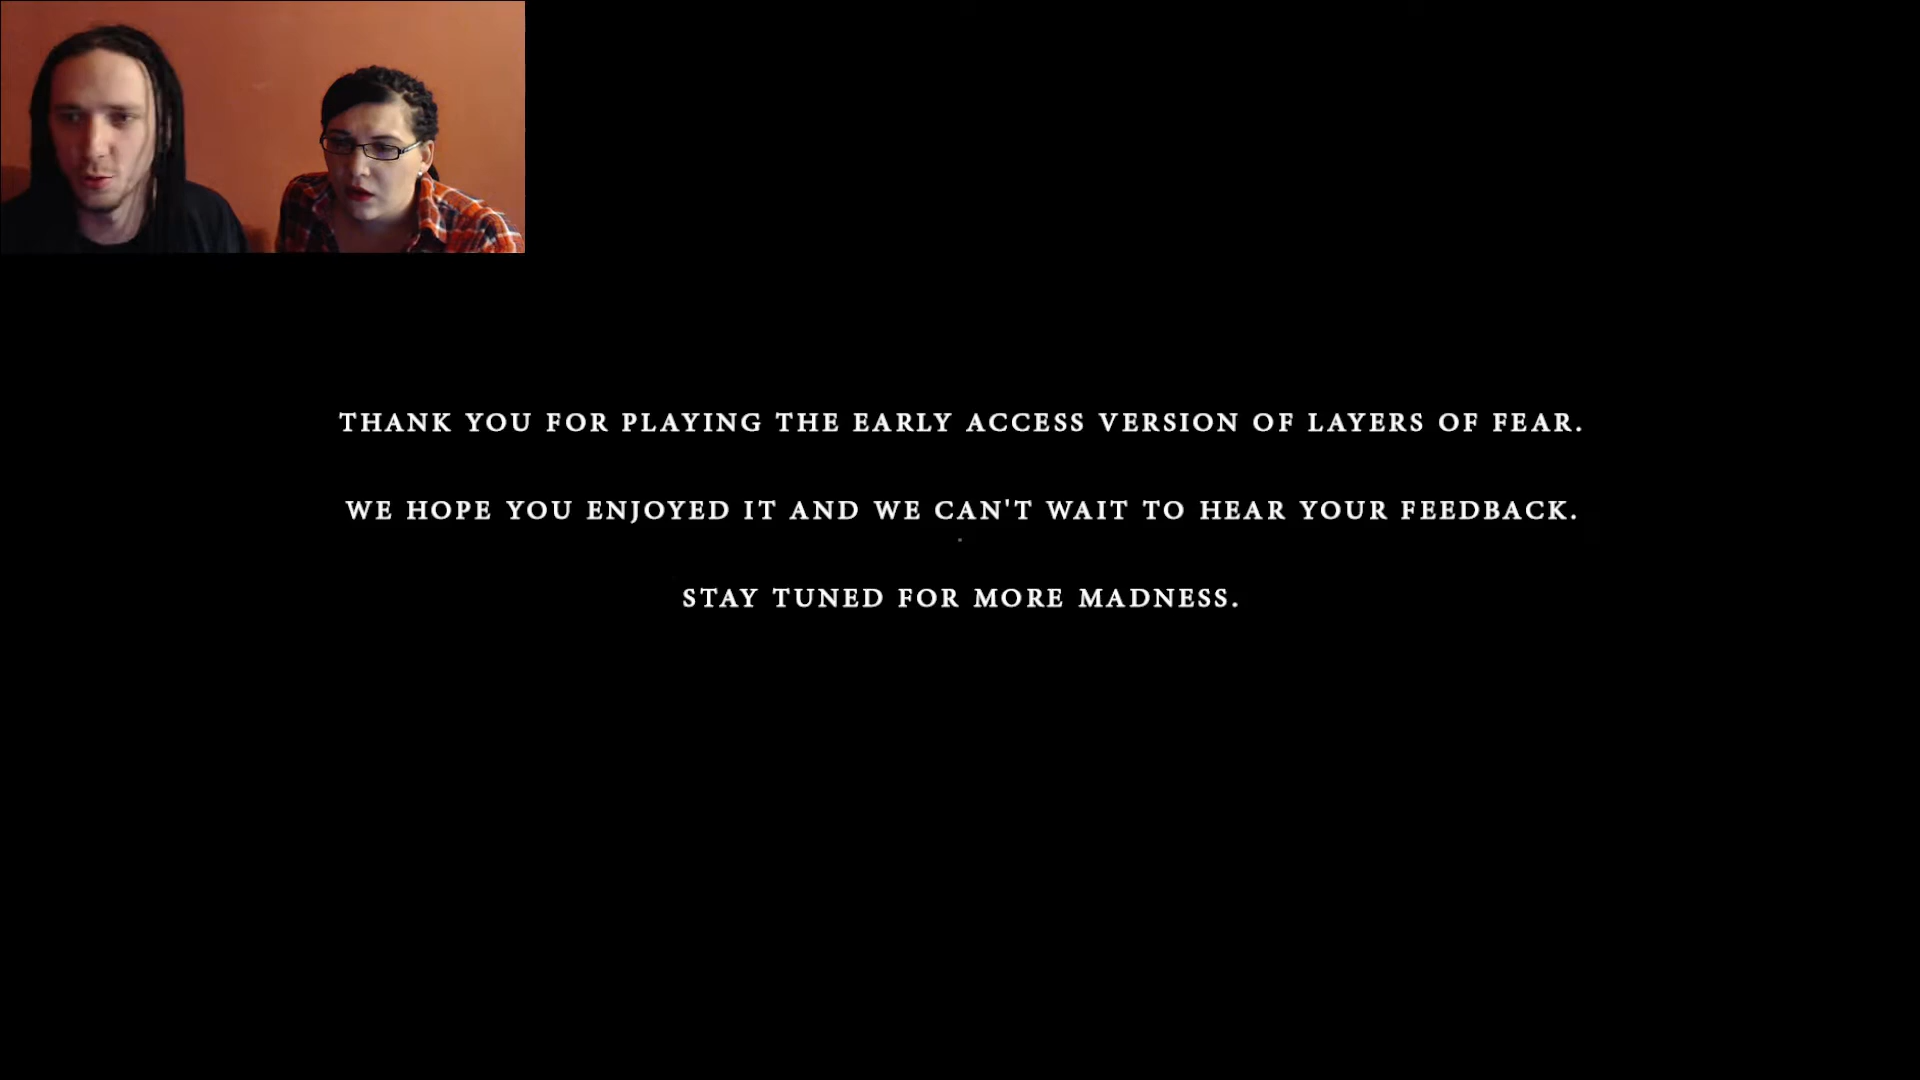 THANK YOU FOR PLAYING THE EARLY ACCESS VERSION OF LAYERS OF FEAR.
WE HOPE YOU ENJOYED IT AND WE CAN'T WAIT TO HEAR YOUR FEEDBACK.
STAY TUNED FOR MORE MADNESS.